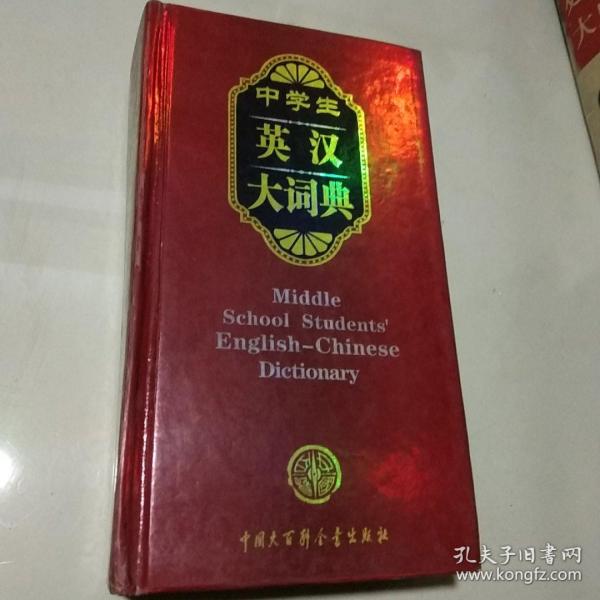 中学生
英汉
大词典
Middle
School Students'
English-Chinese
Dictionary
中国大百科全书出版社
孔夫子旧书网
www.kongfz.com